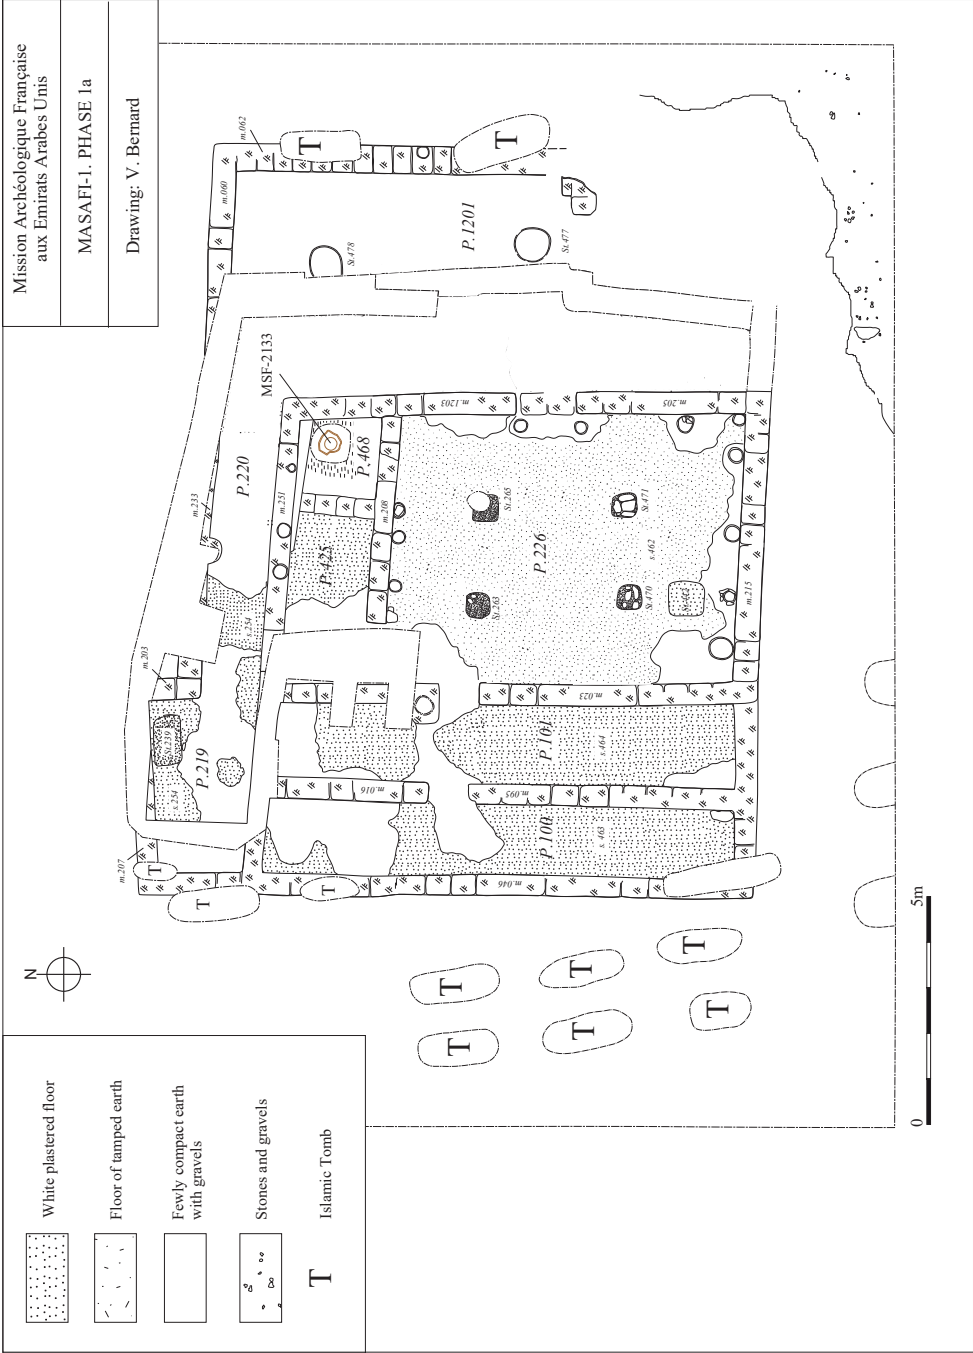 Mission Archéologique Française
aux Emirats Arabes Unis
MASAFI-1. PHASE 1a
Drawing: V. Bernard
N
White plastered floor
Floor of tamped earth
Fewly compact earth
with gravels
Stones and gravels
T
Islamic Tomb
0
5m
m.207
T
T
T
m.203
St.239
P.219
s.254
s.254
m.233
P.220
m.251
MSF-2133
P.468
P.425
m.208
m.060
m.062
T
T
St.478
P.1201
St.477
m.1203
m.205
St.265
St.471
P.226
s.462
St.263
St.470
m.215
m.023
P.101
s.464
m.016
m.095
P.100
s.463
m.046
T
T
T
T
T
T